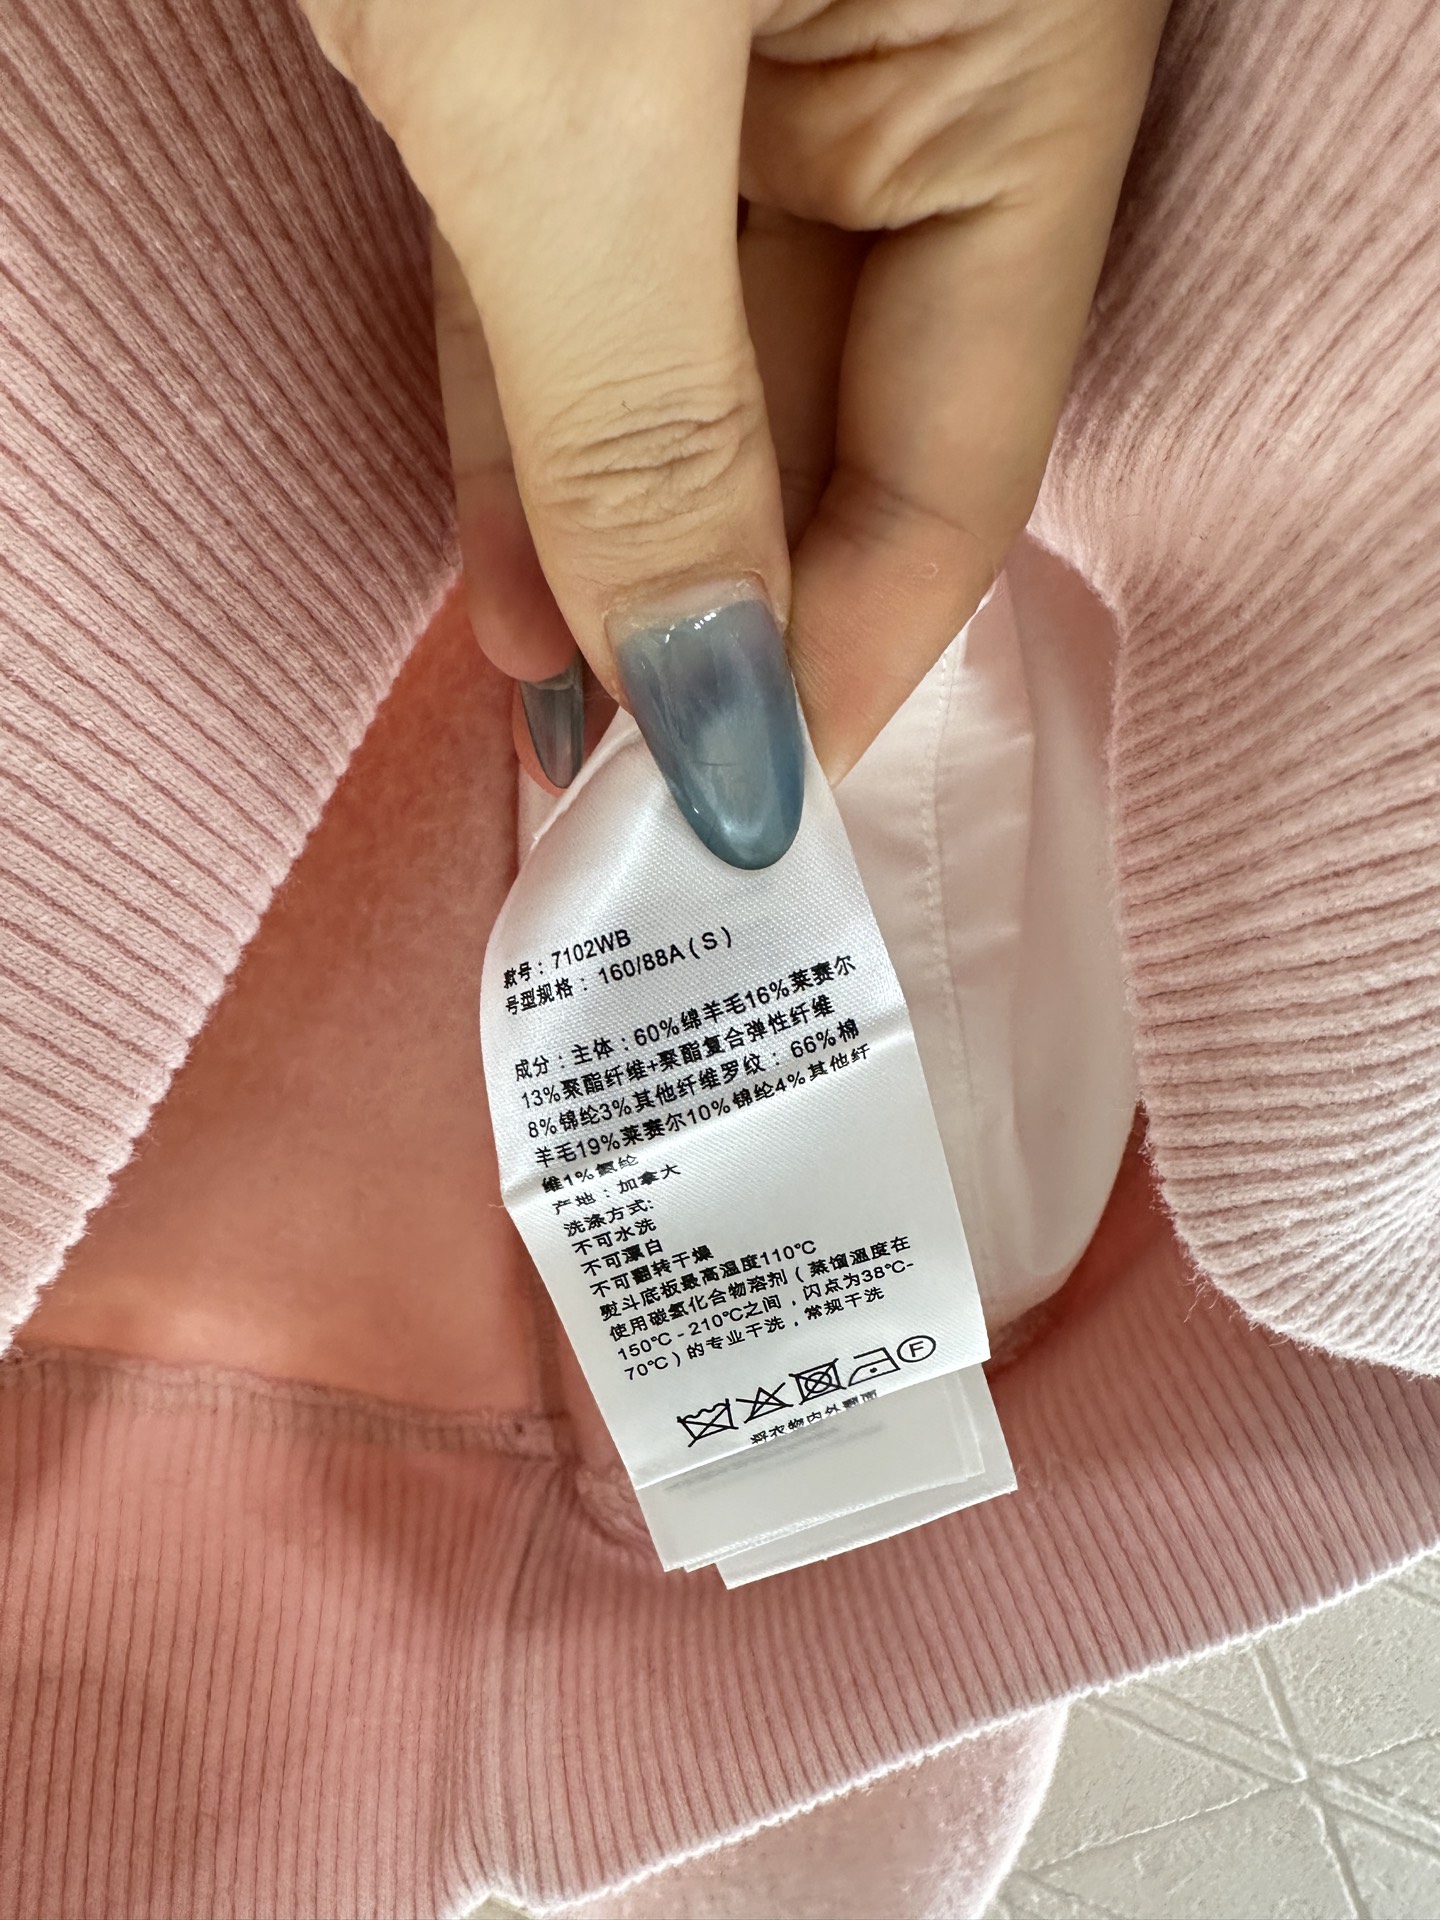 款号：7102WB
号型规格：160/88A(S)
成分：主体：60%绵羊毛16%莱赛尔
13%聚酯纤维+聚酯复合弹性纤维
8%锦纶3%其他纤维罗纹：66%棉
羊毛19%莱赛尔10%锦纶4%其他纤
维1%氨纶
产地：加拿大
洗涤方式:
不可水洗
不可漂白
不可翻转干燥
熨斗底板最高温度110℃
使用碳氢化合物溶剂（蒸馏温度在
150℃-210℃之间，闪点为38℃-
70℃）的专业干洗，常规干洗
F
将衣物内外翻面